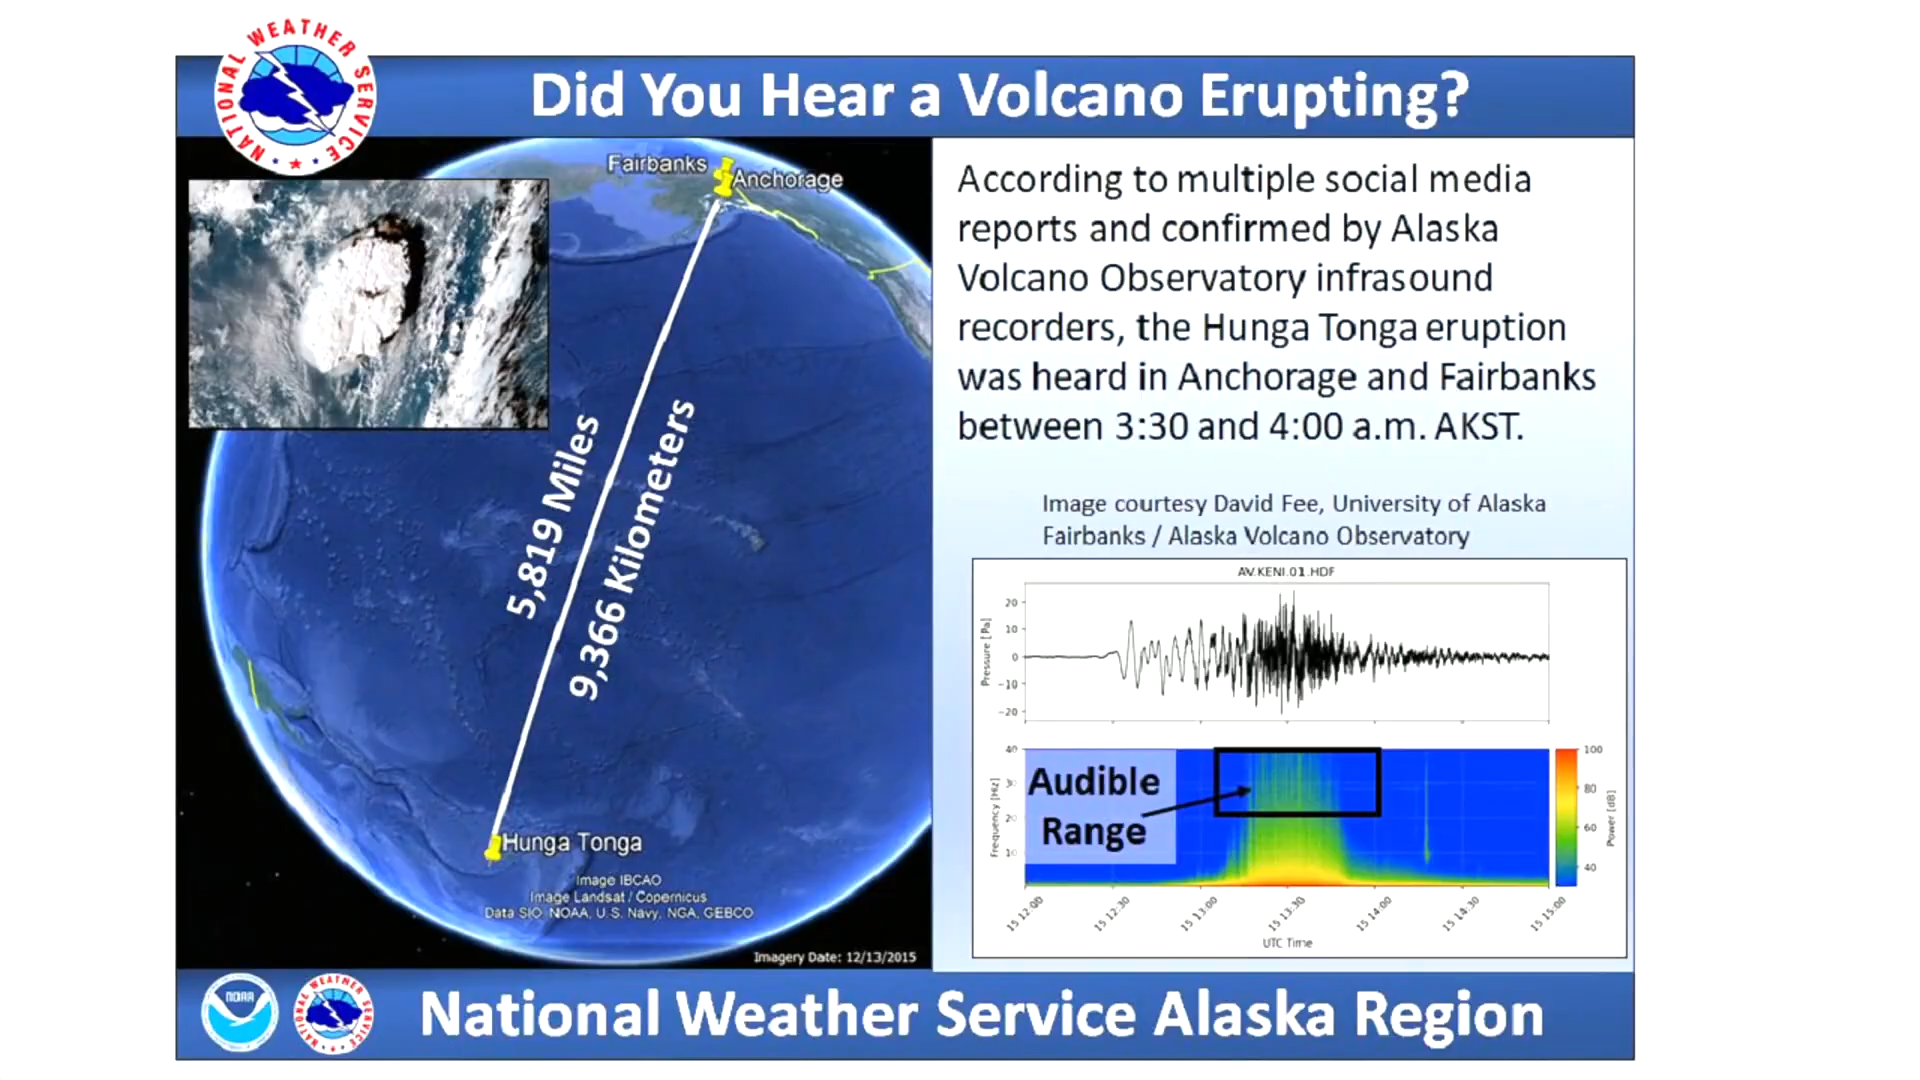 NATIONAL WEATHER SERVICE
Did You Hear a Volcano Erupting?
Fairbanks
Anchorage
5,819 Miles
9,366 Kilometers
Hunga Tonga
Image IBCAO
Image Landsat / Copernicus
Data SIO, NOAA, U.S. Navy, NGA, GEBCO
Imagery Date: 12/13/2015
According to multiple social media
reports and confirmed by Alaska
Volcano Observatory infrasound
recorders, the Hunga Tonga eruption
was heard in Anchorage and Fairbanks
between 3:30 and 4:00 a.m. AKST.
Image courtesy David Fee, University of Alaska
Fairbanks / Alaska Volcano Observatory
AV.KENI.01.HDF
Pressure [Pa]
20
10
0
−10
−20
Frequency [Hz]
40
30
20
10
Audible
Range
100
80
60
40
Power [dB]
15 12:00
15 12:30
15 13:00
15 13:30
15 14:00
15 14:30
15 15:00
UTC Time
NOAA
NATIONAL WEATHER SERVICE
National Weather Service Alaska Region